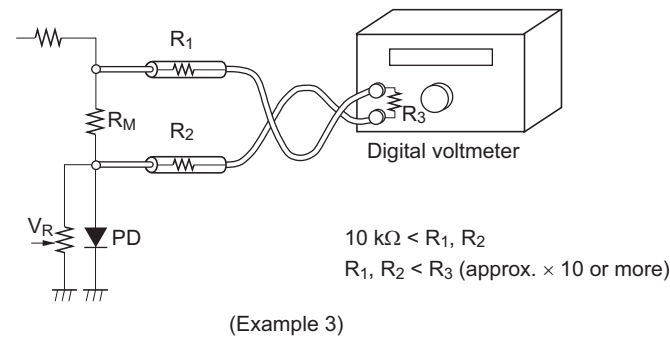 R1
RM
R2
R3
Digital voltmeter
VR
PD
10 kΩ < R1, R2
R1, R2 < R3 (approx. × 10 or more)
(Example 3)